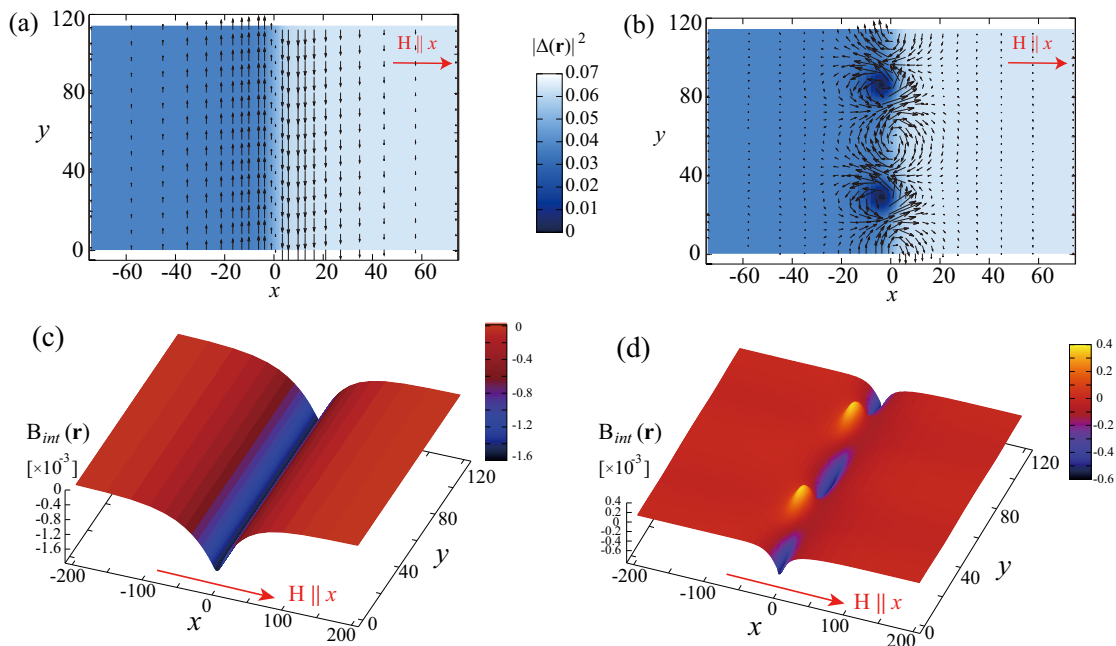 (a)
120
80
y
40
0
-60 -40 -20 0 20 40 60
x
H || x
|Δ(r)|²
0.07
0.06
0.05
0.04
0.03
0.02
0.01
0
(b)
120
80
y
40
0
-60 -40 -20 0 20 40 60
x
H || x
(c)
0
-0.4
-0.8
-1.2
-1.6
B_int (r)
[×10⁻³]
0
-0.4
-0.8
-1.2
-1.6
-200 -100 0 100 200
x
H || x
0 40 80 120
y
(d)
0.4
0.2
0
-0.2
-0.4
-0.6
B_int (r)
[×10⁻³]
0.4
0.2
0
-0.2
-0.4
-0.6
-200 -100 0 100 200
x
H || x
0 40 80 120
y